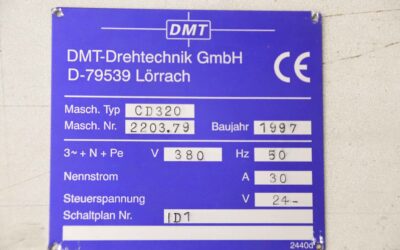 DMT
DMT-Drehtechnik GmbH
D-79539 Lörrach
CE
Masch. Typ CD320
Masch. Nr. 2203.79 Baujahr 1997
3~ + N + Pe V 380 Hz 50
Nennstrom A 30
Steuerspannung V 24-
Schaltplan Nr. ID1
2440d